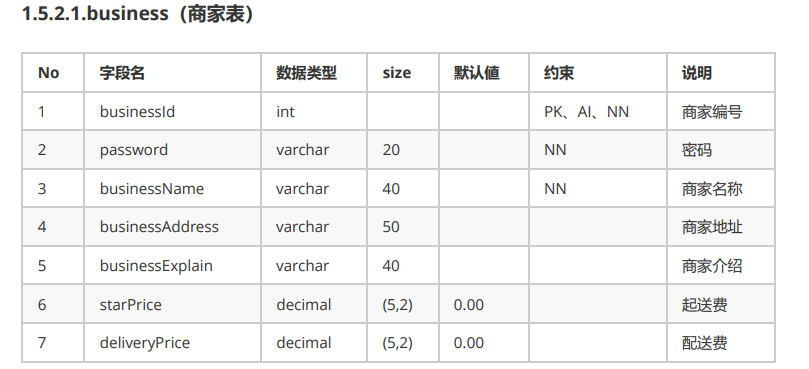 1.5.2.1.business（商家表）
No 字段名 数据类型 size 默认值 约束 说明
1 businessId int PK、AI、NN 商家编号
2 password varchar 20 NN 密码
3 businessName varchar 40 NN 商家名称
4 businessAddress varchar 50 商家地址
5 businessExplain varchar 40 商家介绍
6 starPrice decimal (5,2) 0.00 起送费
7 deliveryPrice decimal (5,2) 0.00 配送费